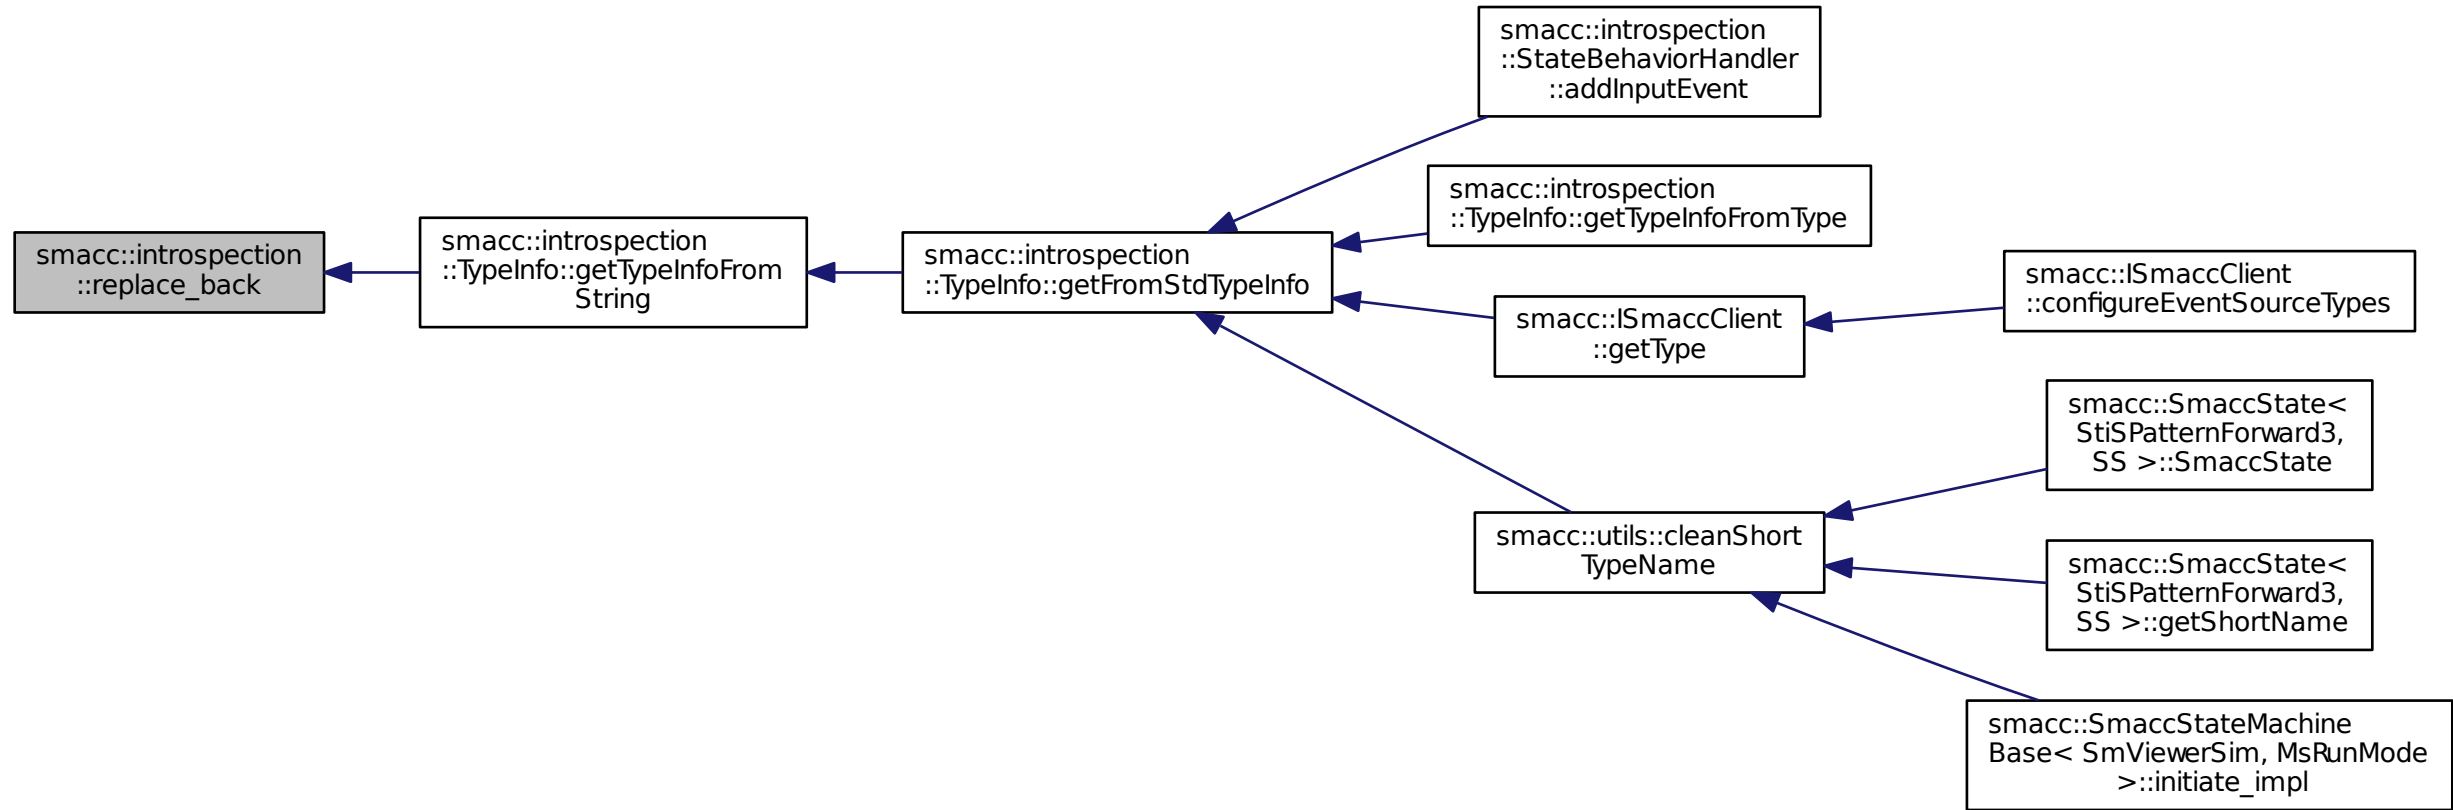 smacc::introspection
::replace_back
smacc::introspection
::TypeInfo::getTypeInfoFrom
String
smacc::introspection
::TypeInfo::getFromStdTypeInfo
smacc::introspection
::StateBehaviorHandler
::addInputEvent
smacc::introspection
::TypeInfo::getTypeInfoFromType
smacc::ISmaccClient
::getType
smacc::ISmaccClient
::configureEventSourceTypes
smacc::utils::cleanShort
TypeName
smacc::SmaccState<
StiSPatternForward3,
SS >::SmaccState
smacc::SmaccState<
StiSPatternForward3,
SS >::getShortName
smacc::SmaccStateMachine
Base< SmViewerSim, MsRunMode
>::initiate_impl